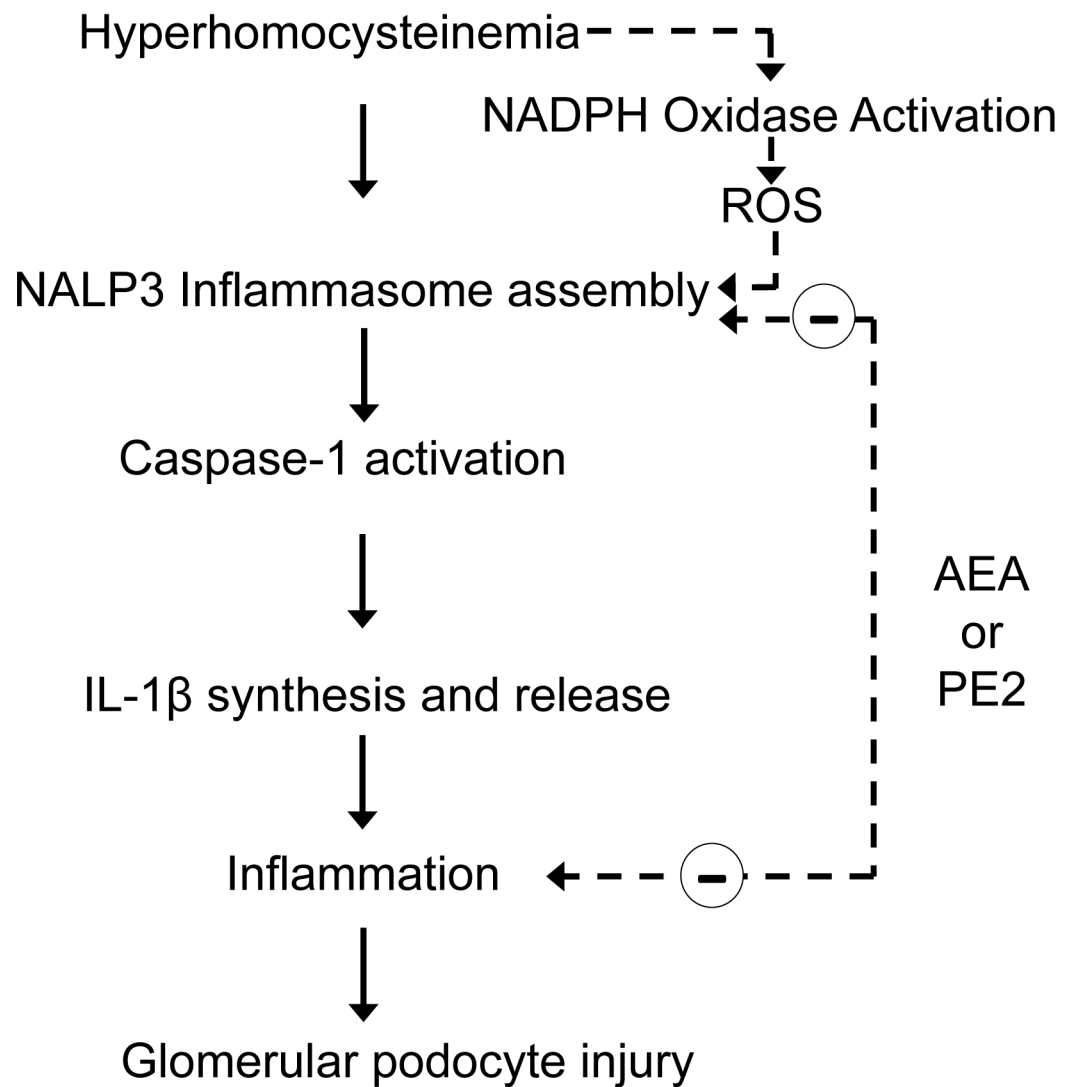 Hyperhomocysteinemia
NADPH Oxidase Activation
ROS
NALP3 Inflammasome assembly
-
Caspase-1 activation
AEA
or
PE2
IL-1β synthesis and release
Inflammation
-
Glomerular podocyte injury